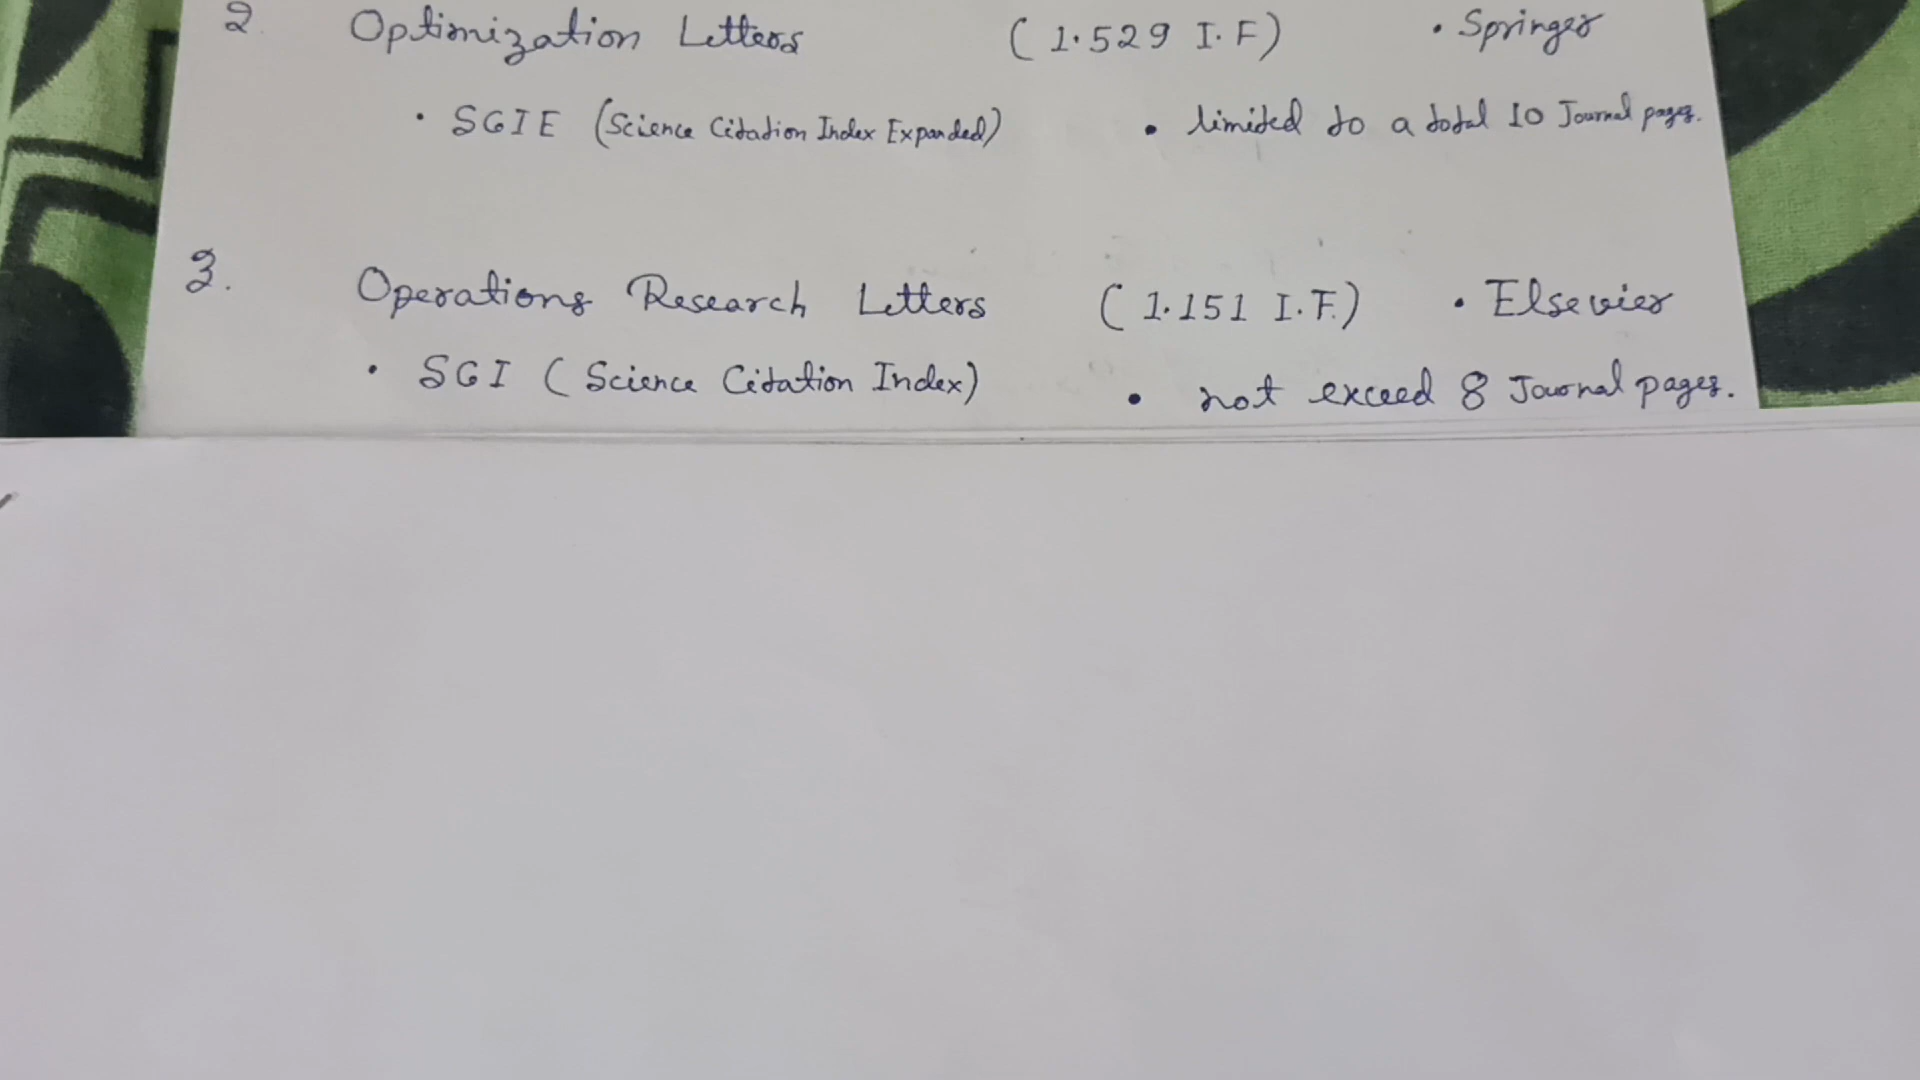 2. Optimization Letters (1.529 I.F) • Springer
• SCIE (Science Citation Index Expanded) • limited to a total 10 Journal pages.
3. Operations Research Letters (1.151 I.F.) • Elsevier
• SCI (Science Citation Index) • not exceed 8 Journal pages.